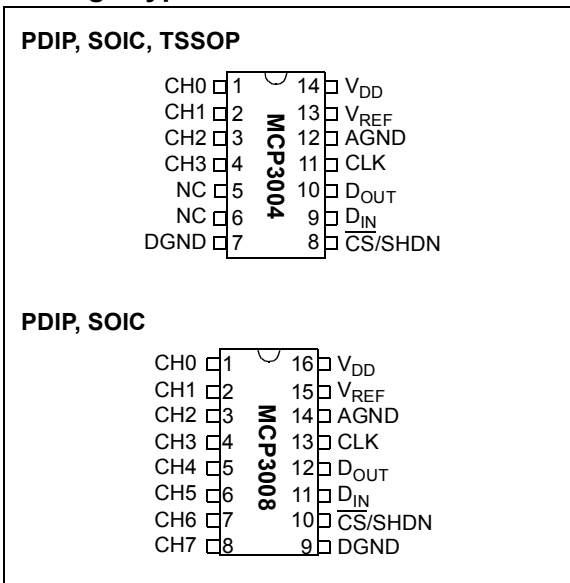 PDIP, SOIC, TSSOP
CH0 1 14 VDD
CH1 2 13 VREF
CH2 3 12 AGND
CH3 4 11 CLK
NC 5 10 DOUT
NC 6 9 DIN
DGND 7 8 C̅S̅/SHDN
MCP3004
PDIP, SOIC
CH0 1 16 VDD
CH1 2 15 VREF
CH2 3 14 AGND
CH3 4 13 CLK
CH4 5 12 DOUT
CH5 6 11 DIN
CH6 7 10 C̅S̅/SHDN
CH7 8 9 DGND
MCP3008